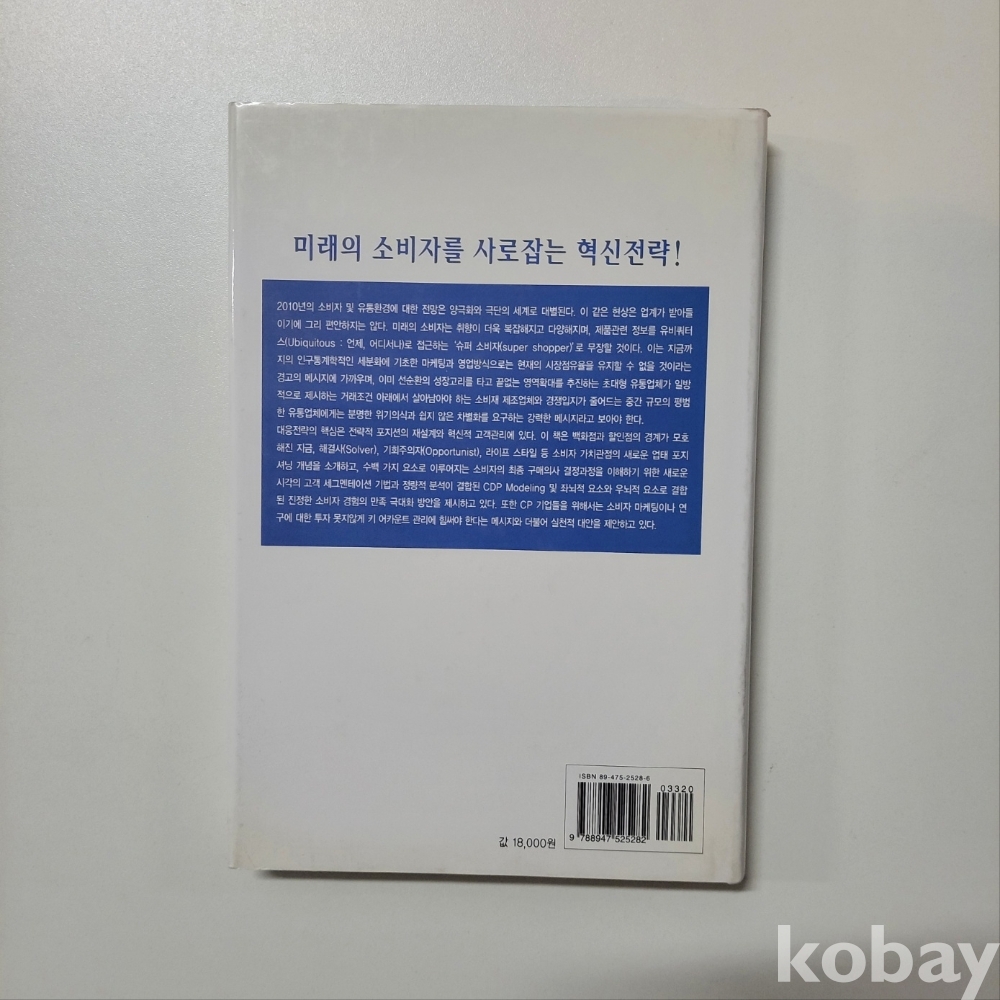 미래의 소비자를 사로잡는 혁신전략!
2010년의 소비자 및 유통환경에 대한 전망은 양극화와 극단의 세계로 대별된다. 이 같은 현상은 업계가 받아들
이기에 그리 편안하지는 않다. 미래의 소비자는 취향이 더욱 복잡해지고 다양해지며, 제품관련 정보를 유비쿼터
스(Ubiquitous : 언제, 어디서나)로 접근하는 '슈퍼 소비자(super shopper)'로 무장할 것이다. 이는 지금까
지의 인구통계학적인 세분화에 기초한 마케팅과 영업방식으로는 현재의 시장점유율을 유지할 수 없을 것이라는
경고의 메시지에 가까우며, 이미 선순환의 성장고리를 타고 끝없는 영역확대를 추진하는 초대형 유통업체가 일방
적으로 제시하는 거래조건 아래에서 살아남아야 하는 소비재 제조업체와 경쟁입지가 줄어드는 중간 규모의 평범
한 유통업체에게는 분명한 위기의식과 쉽지 않은 차별화를 요구하는 강력한 메시지라고 보아야 한다.
대응전략의 핵심은 전략적 포지션의 재설계와 혁신적 고객관리에 있다. 이 책은 백화점과 할인점의 경계가 모호
해진 지금, 해결사(Solver), 기회주의자(Opportunist), 라이프 스타일 등 소비자 가치관점의 새로운 업태 포지
셔닝 개념을 소개하고, 수백 가지 요소로 이루어지는 소비자의 최종 구매의사 결정과정을 이해하기 위한 새로운
시각의 고객 세그멘테이션 기법과 정량적 분석이 결합된 CDP Modeling 및 좌뇌적 요소와 우뇌적 요소로 결합
된 진정한 소비자 경험의 만족 극대화 방안을 제시하고 있다. 또한 CP 기업들을 위해서는 소비자 마케팅이나 연
구에 대한 투자 못지않게 키 어카운트 관리에 힘써야 한다는 메시지와 더불어 실천적 대안을 제안하고 있다.
ISBN 89-475-2528-6
03320
9 788947 525282
값 18,000원
kobay